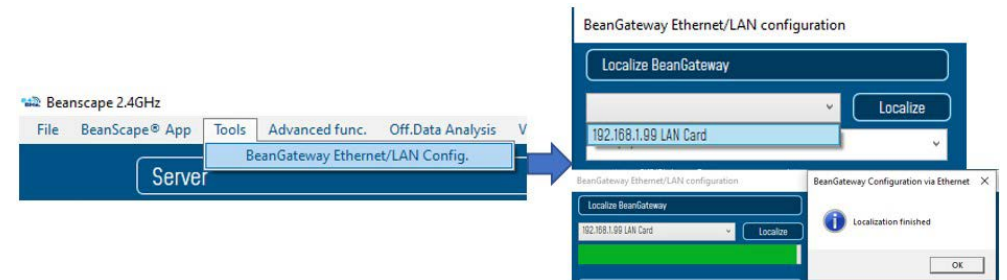 Beanscape 2.4GHz
File BeanScape® App Tools Advanced func. Off.Data Analysis V
BeanGateway Ethernet/LAN Config.
Server
BeanGateway Ethernet/LAN configuration
Localize BeanGateway
Localize
192.168.1.99 LAN Card
BeanGateway Ethernet/LAN configuration
Localize BeanGateway
192.168.1.99 LAN Card Localize
BeanGateway Configuration via Ethernet
Localization finished
OK